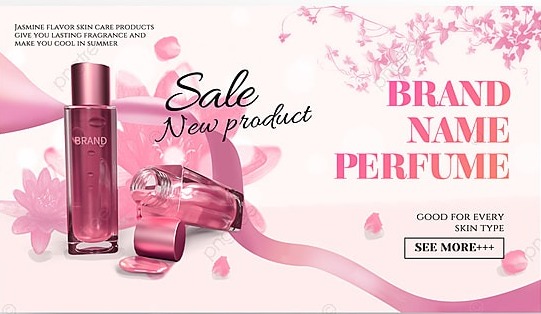 JASMINE FLAVOR SKIN CARE PRODUCTS
GIVE YOU LASTING FRAGRANCE AND
MAKE YOU COOL IN SUMMER
Sale
New product
BRAND
BRAND
NAME
PERFUME
GOOD FOR EVERY
SKIN TYPE
SEE MORE+++